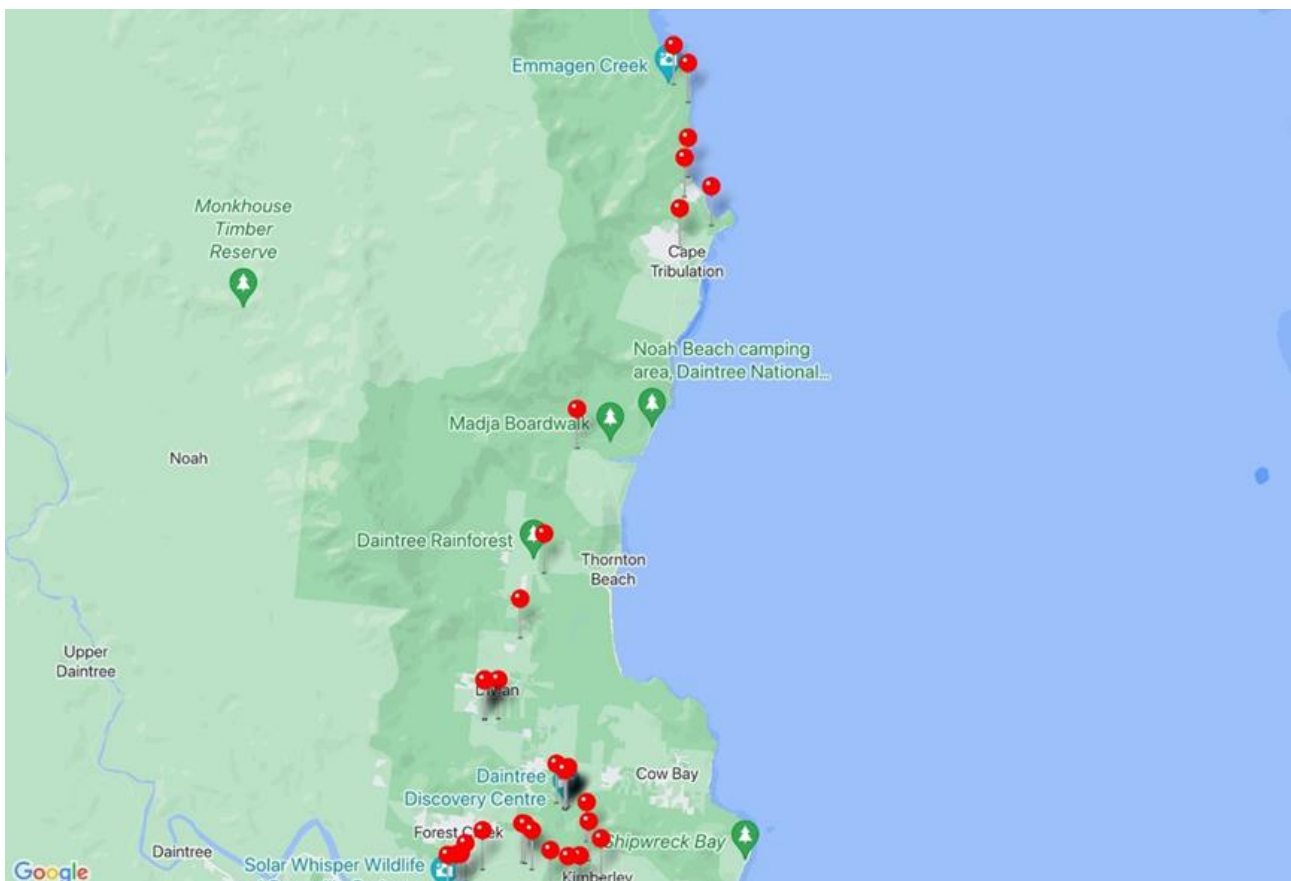 Emmagen Creek
Monkhouse
Timber
Reserve
Cape
Tribulation
Noah Beach camping
area, Daintree National...
Madja Boardwalk
Noah
Daintree Rainforest
Thornton
Beach
Upper
Daintree
Daintree
Discovery Centre
Cow Bay
Forest Creek
Shipwreck Bay
Daintree
Solar Whisper Wildlife
Kimberley
Google